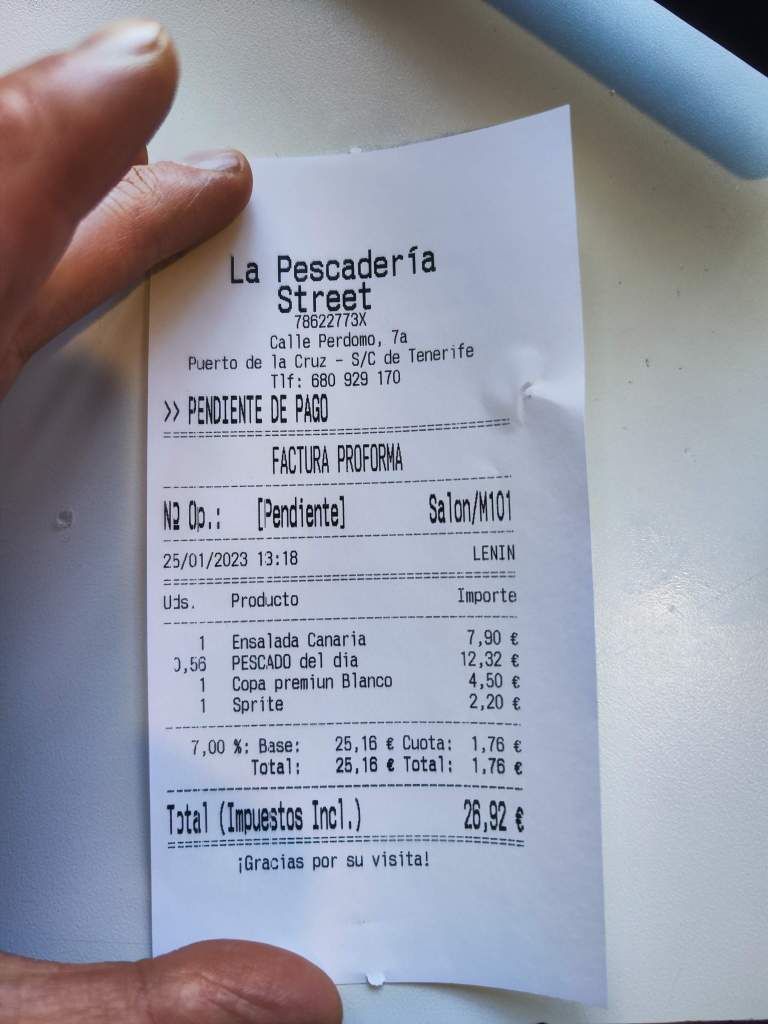 La Pescadería
Street
78622773X
Calle Perdomo, 7a
Puerto de la Cruz - S/C de Tenerife
Tlf: 680 929 170
>> PENDIENTE DE PAGO
FACTURA PROFORMA
Nº Op.: [Pendiente] Salon/M101
25/01/2023 13:18 LENIN
Uds. Producto Importe
1 Ensalada Canaria 7,90 €
0,56 PESCADO del dia 12,32 €
1 Copa premiun Blanco 4,50 €
1 Sprite 2,20 €
7,00 %: Base: 25,16 € Cuota: 1,76 €
Total: 25,16 € Total: 1,76 €
Total (Impuestos Incl.) 26,92 €
¡Gracias por su visita!